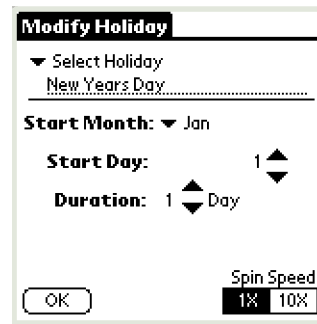 Modify Holiday
Select Holiday
New Years Day
Start Month: Jan
Start Day: 1
Duration: 1 Day
Spin Speed
OK 1X 10X